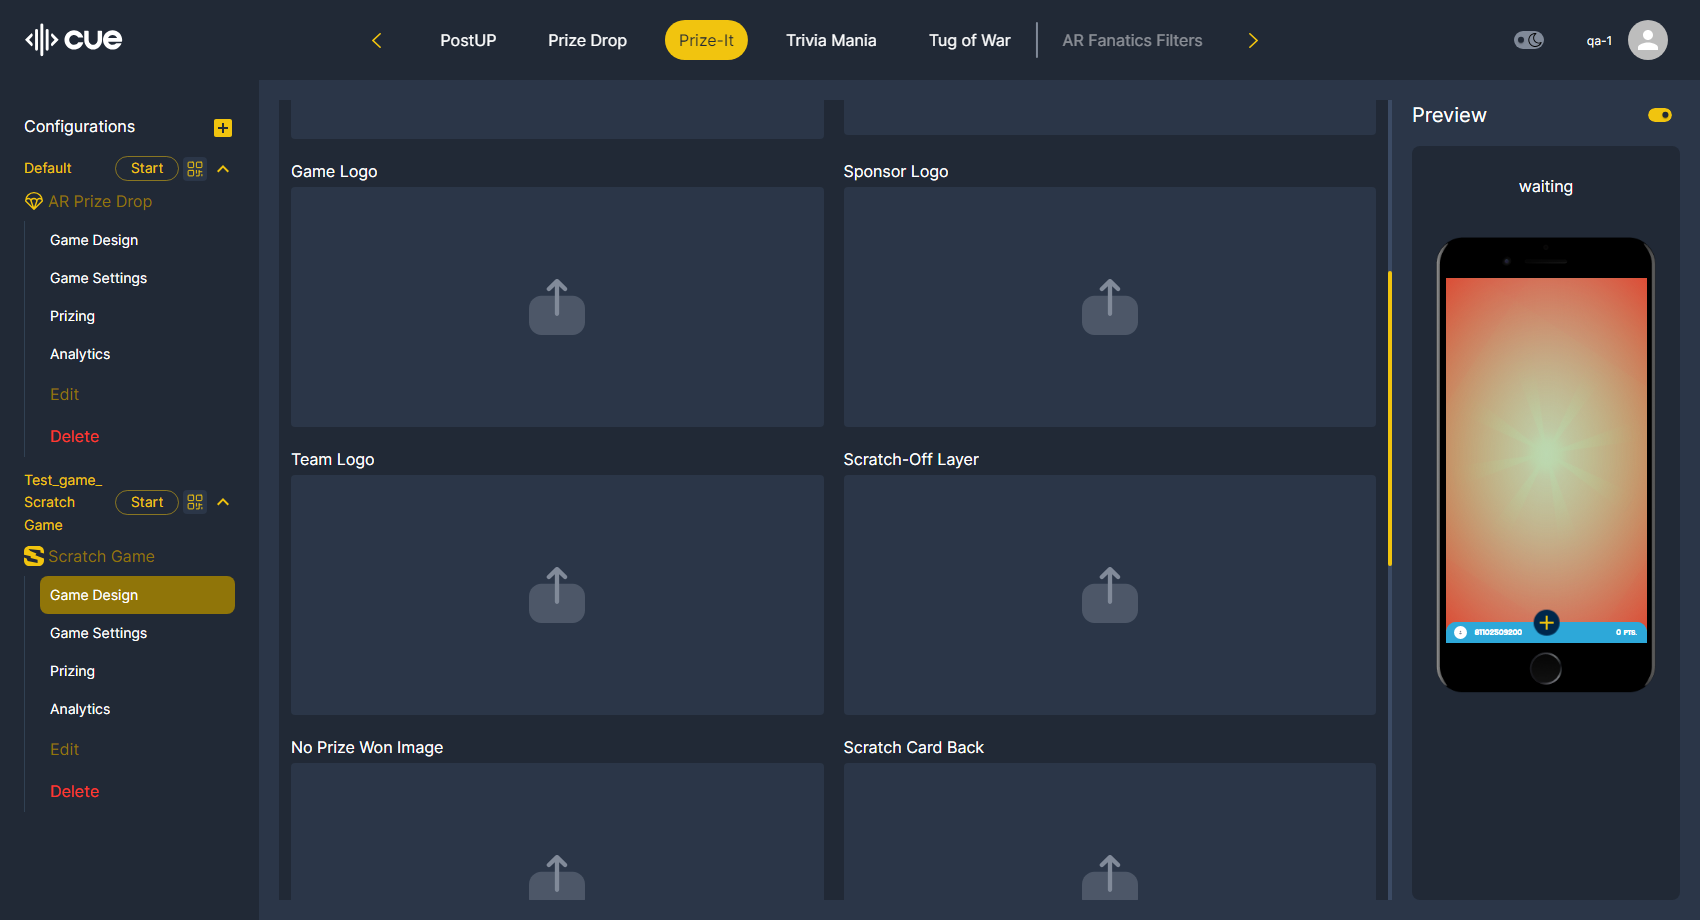 cue
PostUP
Prize Drop
Prize-It
Trivia Mania
Tug of War
AR Fanatics Filters
qa-1
Configurations
Default
Start
AR Prize Drop
Game Design
Game Settings
Prizing
Analytics
Edit
Delete
Test_game_
Scratch
Game
Start
Scratch Game
Game Design
Game Settings
Prizing
Analytics
Edit
Delete
Game Logo
Sponsor Logo
Team Logo
Scratch-Off Layer
No Prize Won Image
Scratch Card Back
Preview
waiting
0 PTS.